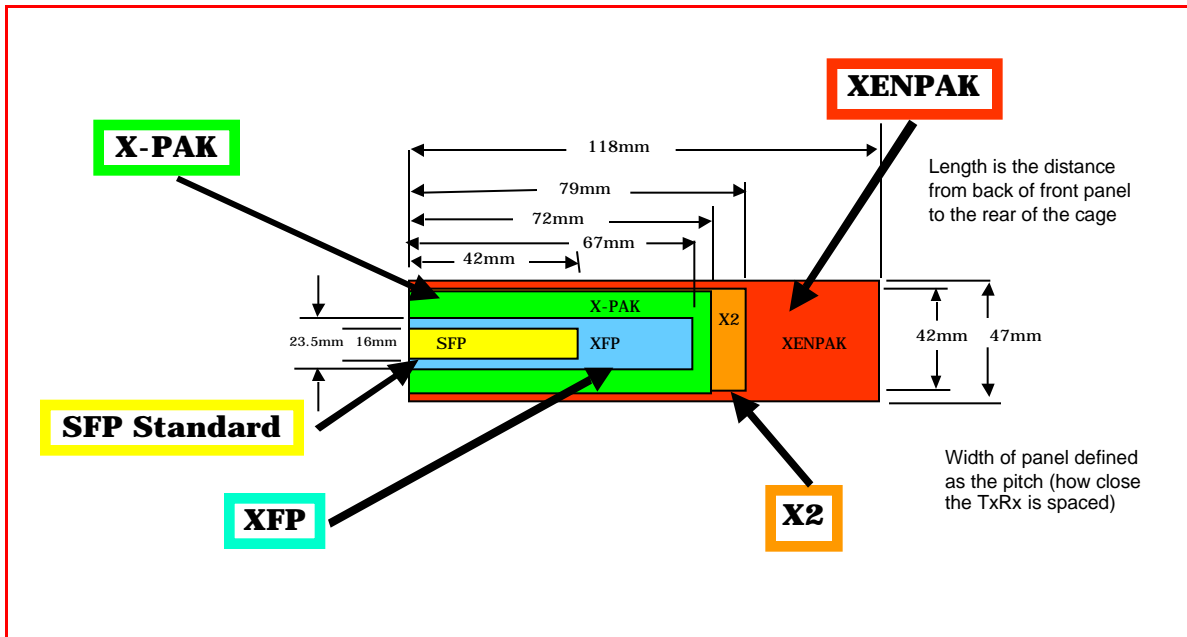 XENPAK
X-PAK
118mm
Length is the distance
from back of front panel
to the rear of the cage
79mm
72mm
67mm
42mm
X-PAK
X2
23.5mm
16mm
SFP
XFP
XENPAK
42mm
47mm
SFP Standard
Width of panel defined
as the pitch (how close
the TxRx is spaced)
XFP
X2